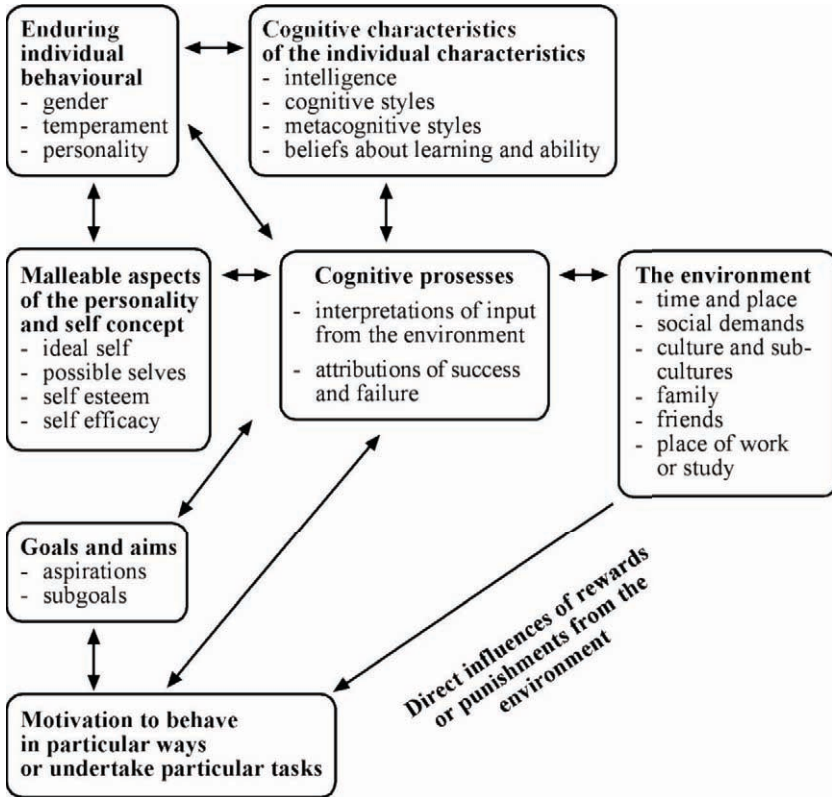 Enduring
individual
behavioural
- gender
- temperament
- personality
Cognitive characteristics
of the individual characteristics
- intelligence
- cognitive styles
- metacognitive styles
- beliefs about learning and ability
Malleable aspects
of the personality
and self concept
- ideal self
- possible selves
- self esteem
- self efficacy
Cognitive prosesses
- interpretations of input
from the environment
- attributions of success
and failure
The environment
- time and place
- social demands
- culture and sub-
cultures
- family
- friends
- place of work
or study
Goals and aims
- aspirations
- subgoals
Direct influences of rewards
or punishments from the
environment
Motivation to behave
in particular ways
or undertake particular tasks